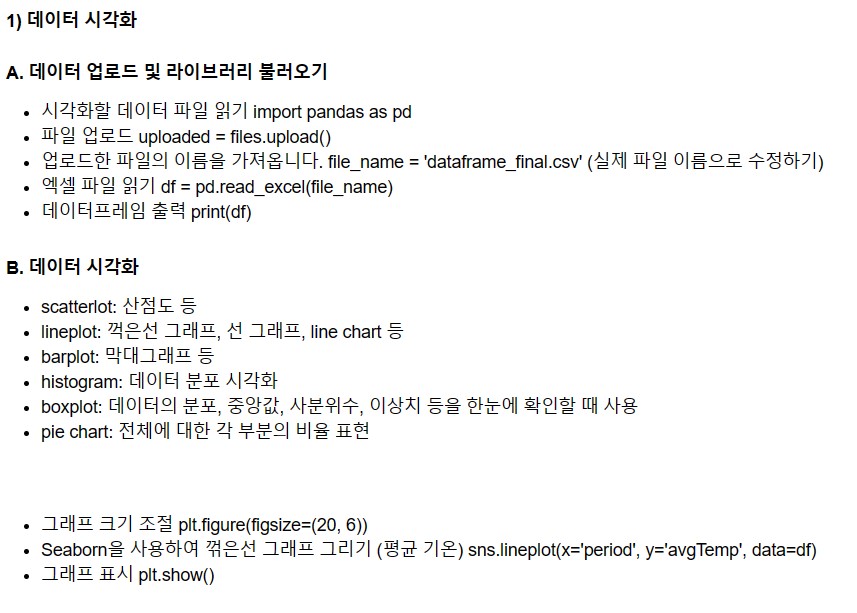 1) 데이터 시각화
A. 데이터 업로드 및 라이브러리 불러오기
시각화할 데이터 파일 읽기 import pandas as pd
파일 업로드 uploaded = files.upload()
업로드한 파일의 이름을 가져옵니다. file_name = 'dataframe_final.csv' (실제 파일 이름으로 수정하기)
엑셀 파일 읽기 df = pd.read_excel(file_name)
데이터프레임 출력 print(df)
B. 데이터 시각화
scatterlot: 산점도 등
lineplot: 꺽은선 그래프, 선 그래프, line chart 등
barplot: 막대그래프 등
histogram: 데이터 분포 시각화
boxplot: 데이터의 분포, 중앙값, 사분위수, 이상치 등을 한눈에 확인할 때 사용
pie chart: 전체에 대한 각 부분의 비율 표현
그래프 크기 조절 plt.figure(figsize=(20, 6))
Seaborn을 사용하여 꺾은선 그래프 그리기 (평균 기온) sns.lineplot(x='period', y='avgTemp', data=df)
그래프 표시 plt.show()